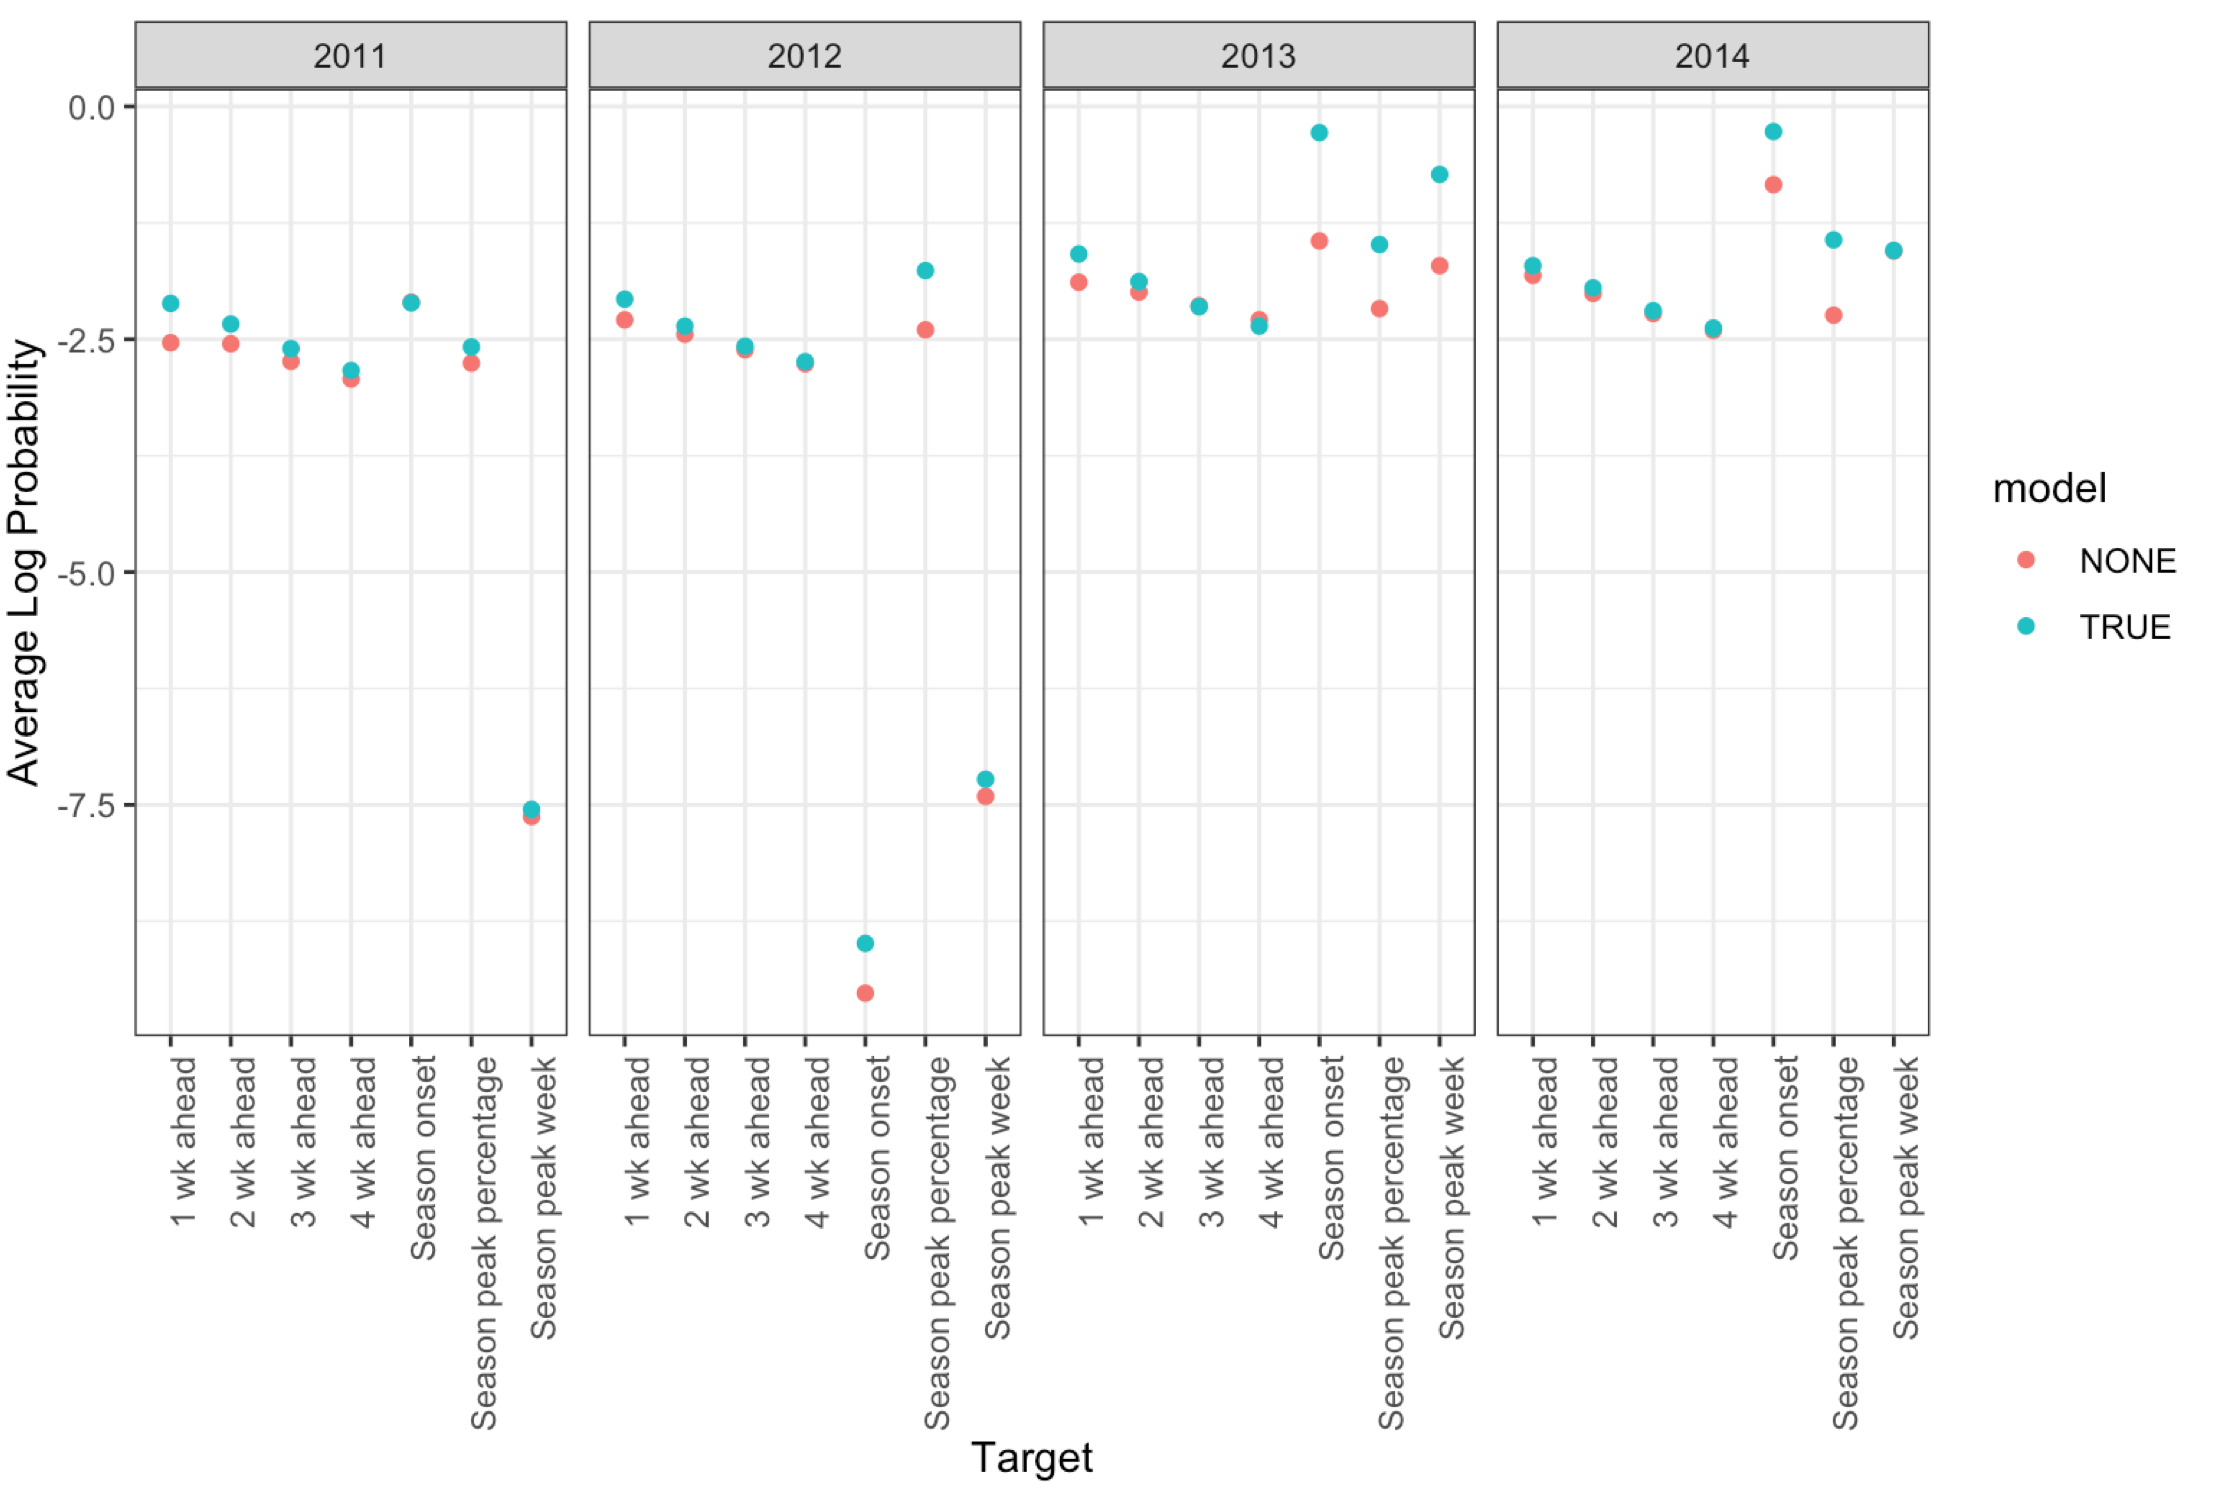 2011
2012
2013
2014
0.0
-2.5
-5.0
-7.5
Average Log Probability
1 wk ahead
2 wk ahead
3 wk ahead
4 wk ahead
Season onset
Season peak percentage
Season peak week
1 wk ahead
2 wk ahead
3 wk ahead
4 wk ahead
Season onset
Season peak percentage
Season peak week
1 wk ahead
2 wk ahead
3 wk ahead
4 wk ahead
Season onset
Season peak percentage
Season peak week
1 wk ahead
2 wk ahead
3 wk ahead
4 wk ahead
Season onset
Season peak percentage
Season peak week
Target
model
NONE
TRUE